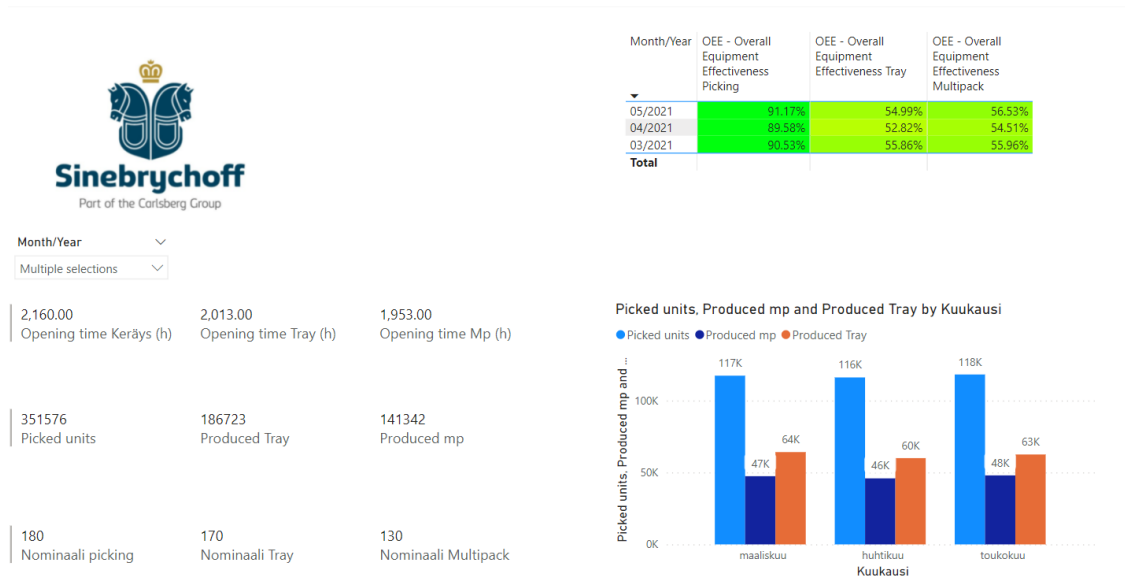 Sinebrychoff
Part of the Carlsberg Group
Month/Year
Multiple selections
Month/Year OEE - Overall Equipment Effectiveness Picking OEE - Overall Equipment Effectiveness Tray OEE - Overall Equipment Effectiveness Multipack
05/2021 91.17% 54.99% 56.53%
04/2021 89.58% 52.82% 54.51%
03/2021 90.53% 55.86% 55.96%
Total
2,160.00 2,013.00 1,953.00
Opening time Keräys (h) Opening time Tray (h) Opening time Mp (h)
351576 186723 141342
Picked units Produced Tray Produced mp
180 170 130
Nominaali picking Nominaali Tray Nominaali Multipack
Picked units, Produced mp and Produced Tray by Kuukausi
Picked units Produced mp Produced Tray
Picked units, Produced mp and ...
100K
50K
0K
117K 47K 64K
116K 46K 60K
118K 48K 63K
maaliskuu huhtikuu toukokuu
Kuukausi